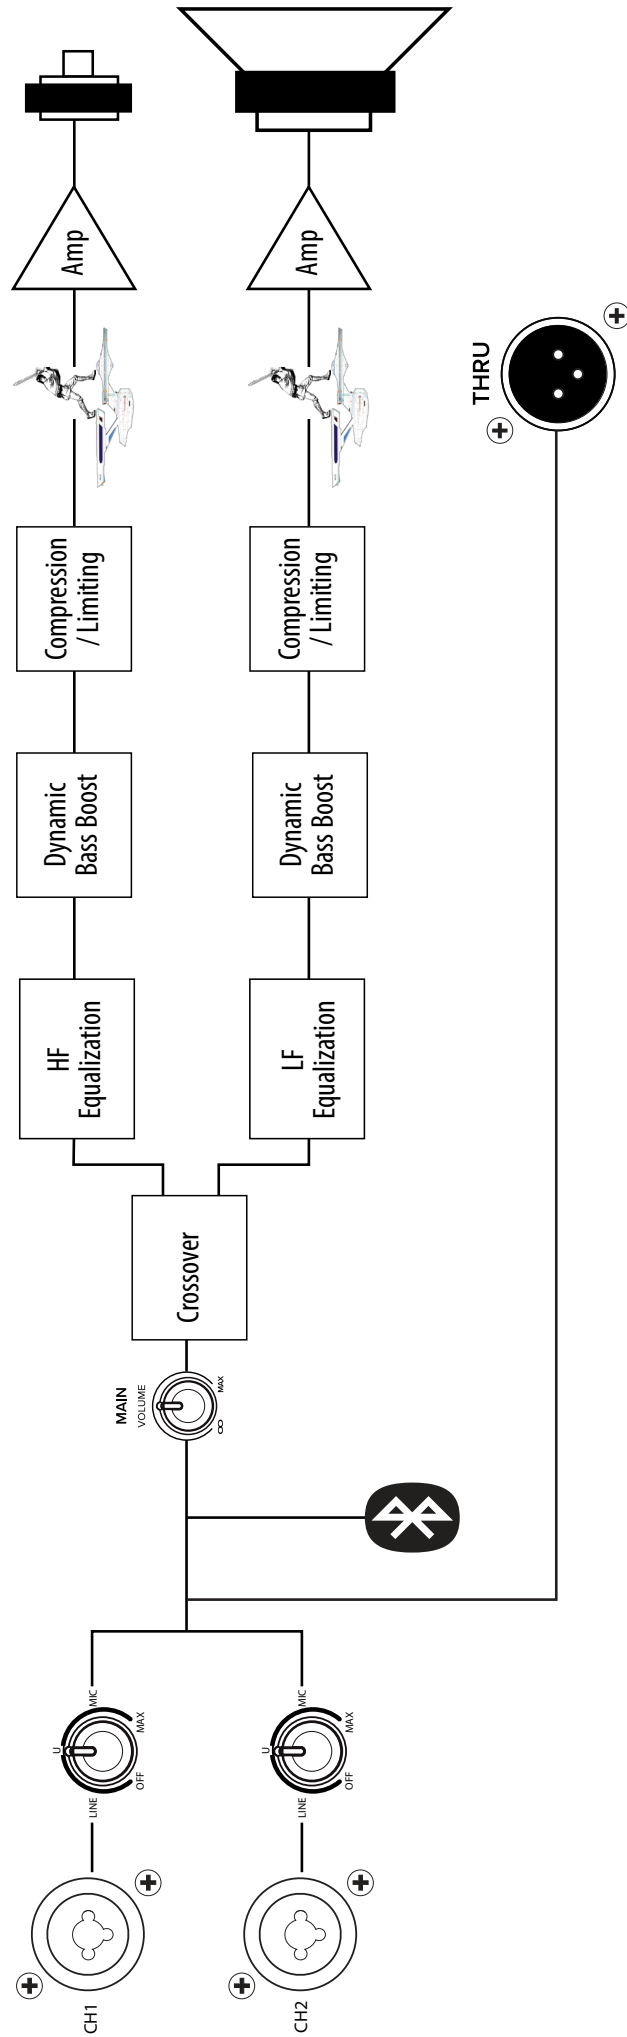 CH1
LINE
U
OFF
MAX
MIC
CH2
LINE
U
OFF
MAX
MIC
MAIN
VOLUME
∞
MAX
Crossover
HF
Equalization
Dynamic
Bass Boost
Compression
/ Limiting
Amp
LF
Equalization
Dynamic
Bass Boost
Compression
/ Limiting
Amp
THRU